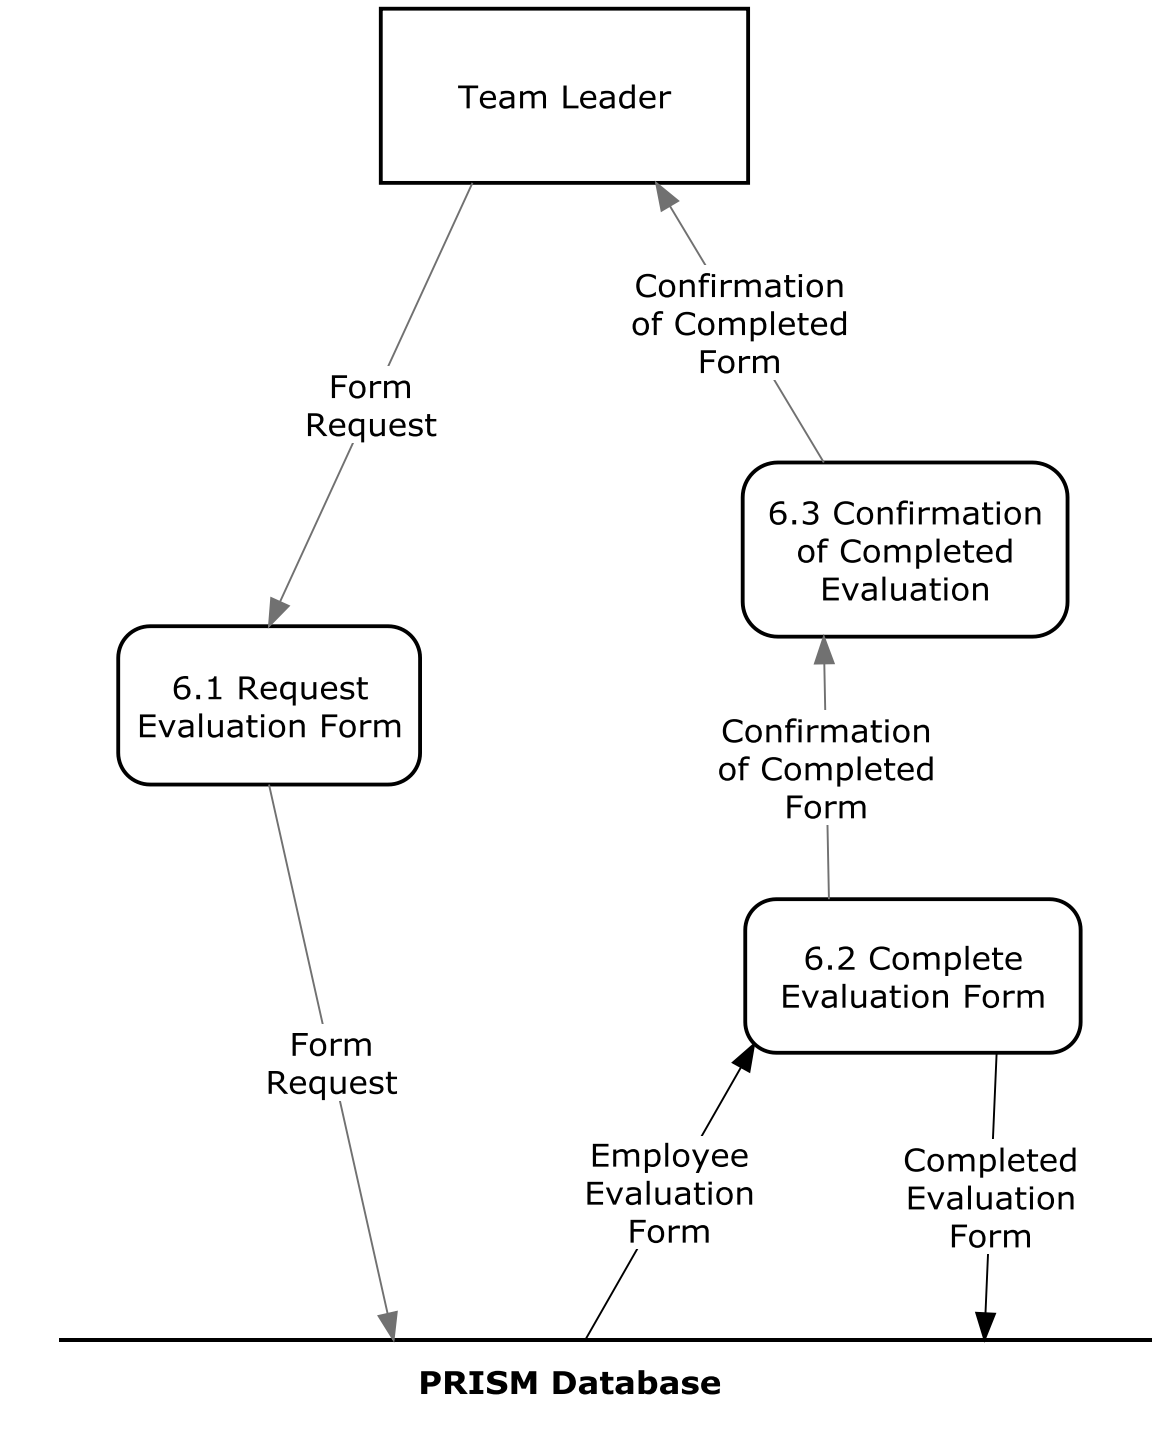 Team Leader
Confirmation
of Completed
Form
Form
Request
6.3 Confirmation
of Completed
Evaluation
6.1 Request
Evaluation Form
Confirmation
of Completed
Form
6.2 Complete
Evaluation Form
Form
Request
Employee
Evaluation
Form
Completed
Evaluation
Form
PRISM Database